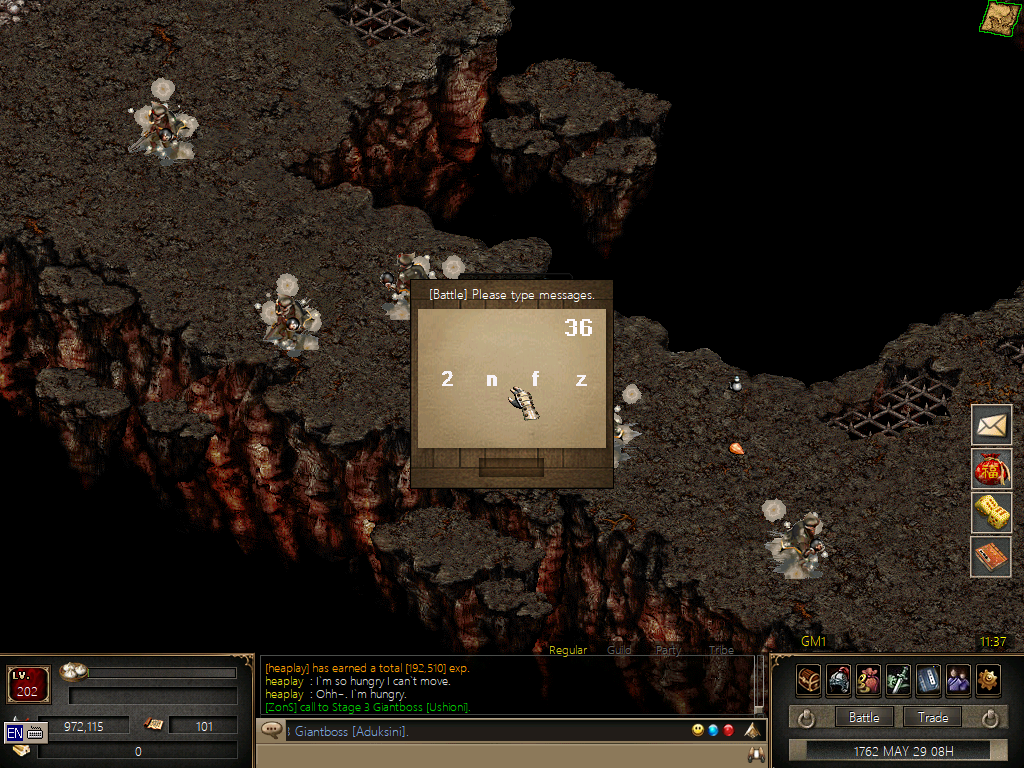 [Battle] Please type messages.
36
2 n f z
GM1
11:37
Regular Guild Party Tribe
LV.
202
[heaplay] has earned a total [192,510] exp.
heaplay : I'm so hungry I can't move.
heaplay : Ohh~. I'm hungry.
[ZonS] call to Stage 3 Giantboss [Ushioni].
972,115
101
Battle
Trade
EN
Giantboss [Aduksini].
0
1762 MAY 29 08H
福